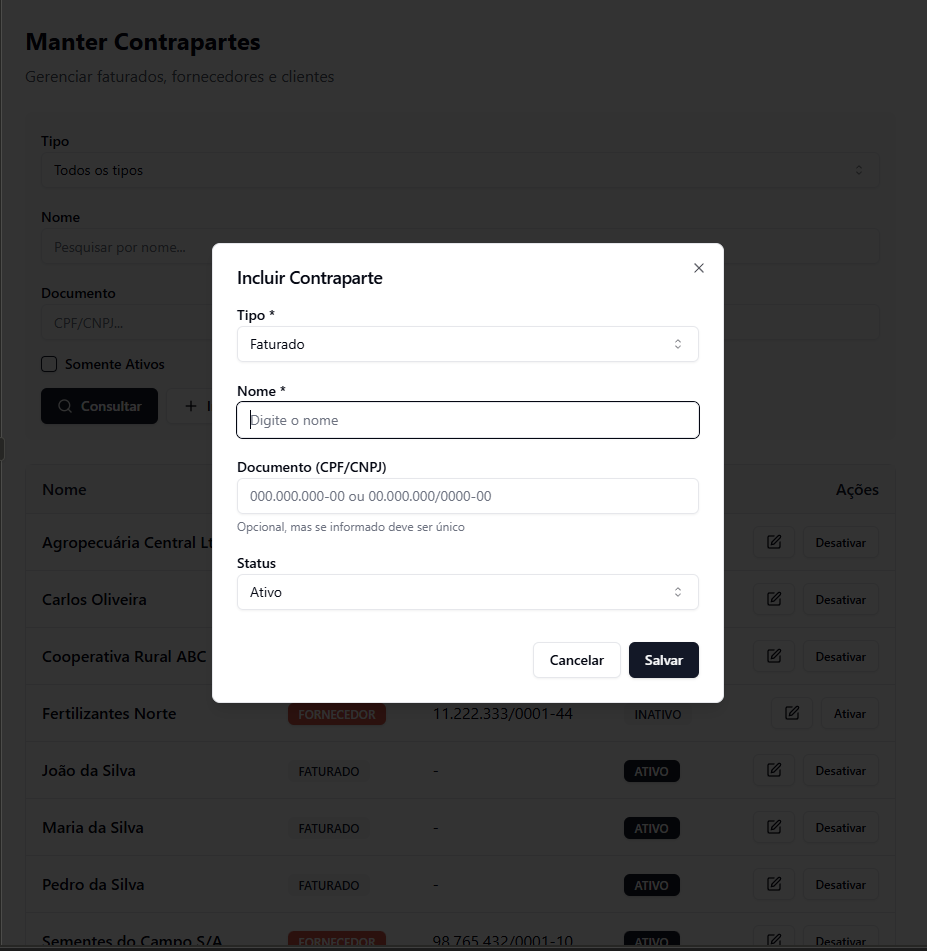 Manter Contrapartes
Gerenciar faturados, fornecedores e clientes
Tipo
Todos os tipos
Nome
Pesquisar por nome...
Documento
CPF/CNPJ...
Somente Ativos
Consultar
Incluir Contraparte
Tipo *
Faturado
Nome *
Digite o nome
Documento (CPF/CNPJ)
000.000.000-00 ou 00.000.000/0000-00
Opcional, mas se informado deve ser único
Status
Ativo
Cancelar Salvar
Nome Ações
Agropecuária Central Desativar
Carlos Oliveira Desativar
Cooperativa Rural ABC Desativar
Fertilizantes Norte FORNECEDOR 11.222.333/0001-44 INATIVO Ativar
João da Silva FATURADO - ATIVO Desativar
Maria da Silva FATURADO - ATIVO Desativar
Pedro da Silva FATURADO - ATIVO Desativar
Sementes do Campo S/A FORNECEDOR 98.765.432/0001-10 ATIVO Desativar